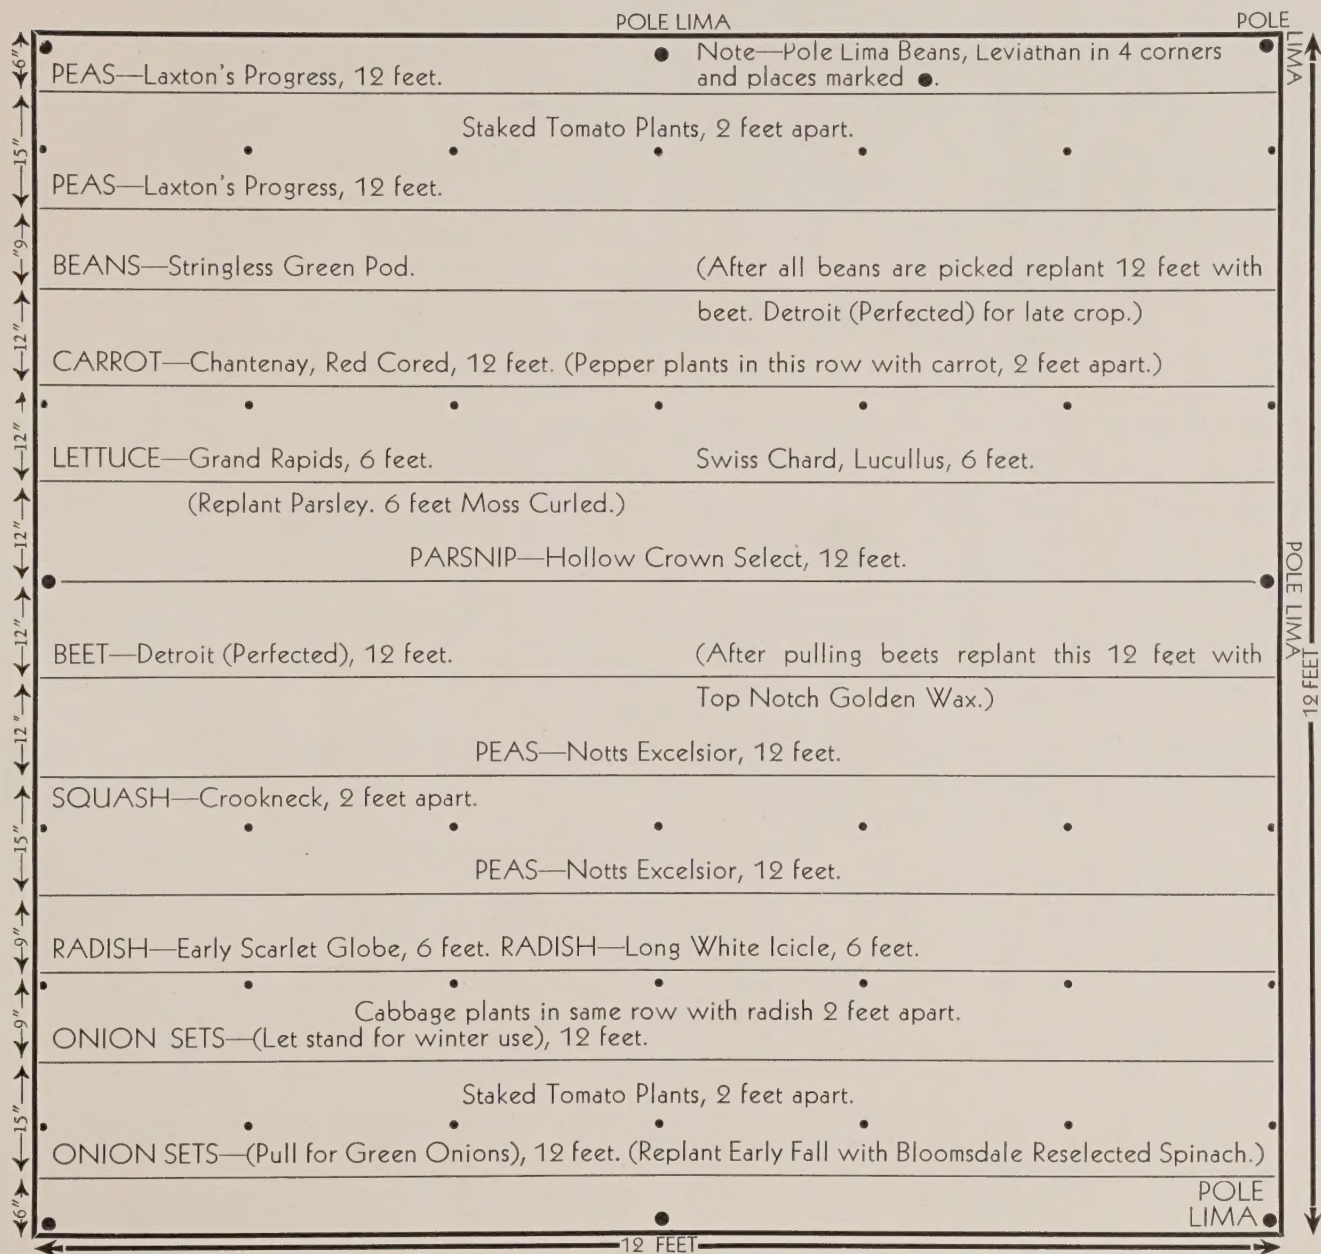 POLE LIMA
POLE
LIMA
6"
PEAS—Laxton's Progress, 12 feet.
Note—Pole Lima Beans, Leviathan in 4 corners
and places marked ●.
15"
Staked Tomato Plants, 2 feet apart.
PEAS—Laxton's Progress, 12 feet.
9"
BEANS—Stringless Green Pod.
(After all beans are picked replant 12 feet with
beet. Detroit (Perfected) for late crop.)
12"
CARROT—Chantenay, Red Cored, 12 feet. (Pepper plants in this row with carrot, 2 feet apart.)
12"
LETTUCE—Grand Rapids, 6 feet.
Swiss Chard, Lucullus, 6 feet.
(Replant Parsley. 6 feet Moss Curled.)
12"
PARSNIP—Hollow Crown Select, 12 feet.
POLE LIMA
12 FEET
12"
BEET—Detroit (Perfected), 12 feet.
(After pulling beets replant this 12 feet with
Top Notch Golden Wax.)
12"
PEAS—Notts Excelsior, 12 feet.
SQUASH—Crookneck, 2 feet apart.
15"
PEAS—Notts Excelsior, 12 feet.
9"
RADISH—Early Scarlet Globe, 6 feet. RADISH—Long White Icicle, 6 feet.
9"
Cabbage plants in same row with radish 2 feet apart.
ONION SETS—(Let stand for winter use), 12 feet.
15"
Staked Tomato Plants, 2 feet apart.
ONION SETS—(Pull for Green Onions), 12 feet. (Replant Early Fall with Bloomsdale Reselected Spinach.)
6"
POLE
LIMA
12 FEET